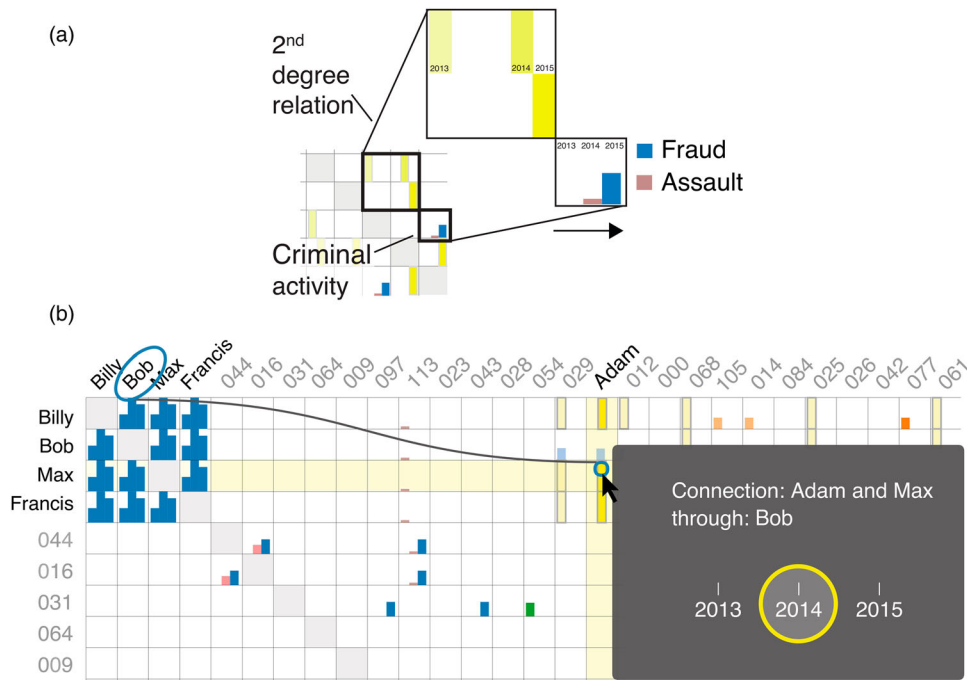 (a)
2nd
degree
relation
2013
2014
2015
2013
2014
2015
Fraud
Assault
Criminal
activity
(b)
Billy
Bob
Max
Francis
044
016
031
064
009
097
113
023
043
028
054
029
Adam
012
000
068
105
014
084
025
026
042
077
061
Billy
Bob
Max
Francis
044
016
031
064
009
Connection: Adam and Max
through: Bob
2013
2014
2015